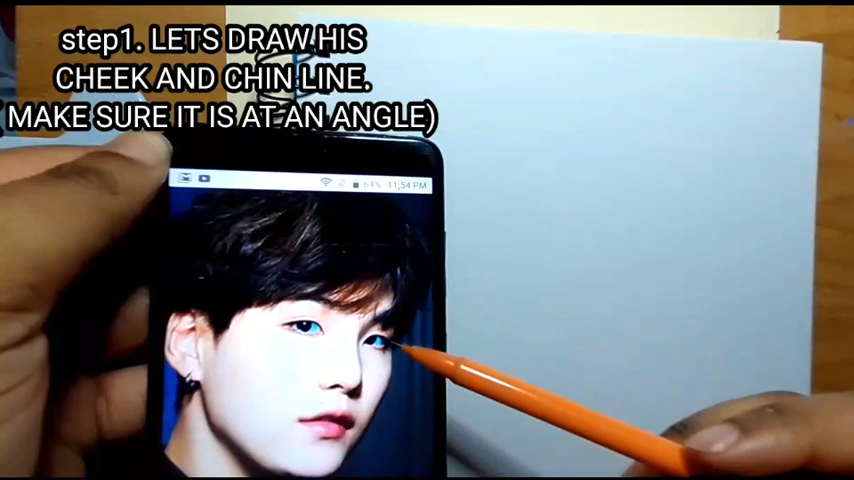 step1. LETS DRAW HIS
CHEEK AND CHIN LINE.
MAKE SURE IT IS AT AN ANGLE)
64% 11:54 PM